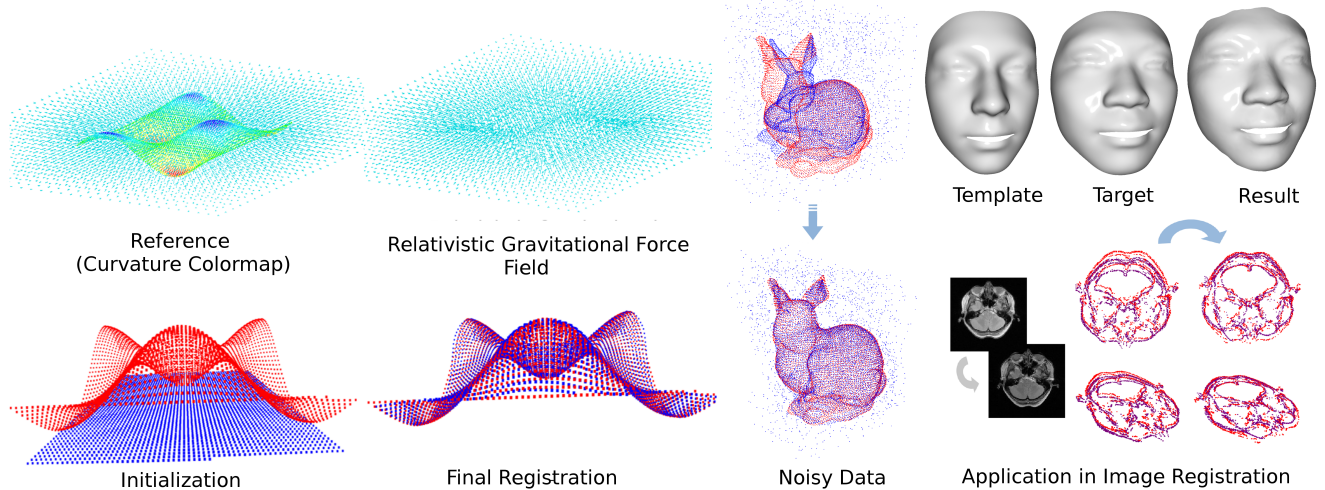 Reference
(Curvature Colormap)
Relativistic Gravitational Force
Field
Initialization
Final Registration
Noisy Data
Template
Target
Result
Application in Image Registration